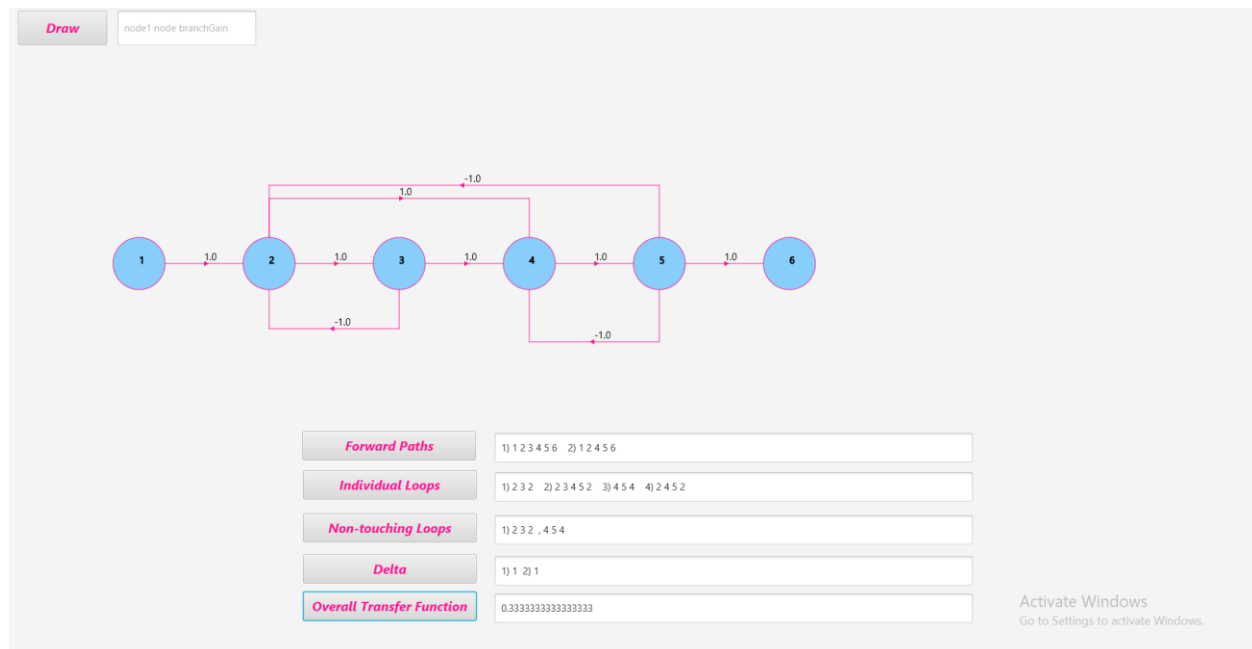 Draw node1 node branchGain
-1.0
1.0
1 1.0 2 1.0 3 1.0 4 1.0 5 1.0 6
-1.0
-1.0
Forward Paths 1) 1 2 3 4 5 6 2) 1 2 4 5 6
Individual Loops 1) 2 3 2 2) 2 3 4 5 2 3) 4 5 4 4) 2 4 5 2
Non-touching Loops 1) 2 3 2 , 4 5 4
Delta 1) 1 2) 1
Overall Transfer Function 0.3333333333333333
Activate Windows
Go to Settings to activate Windows.